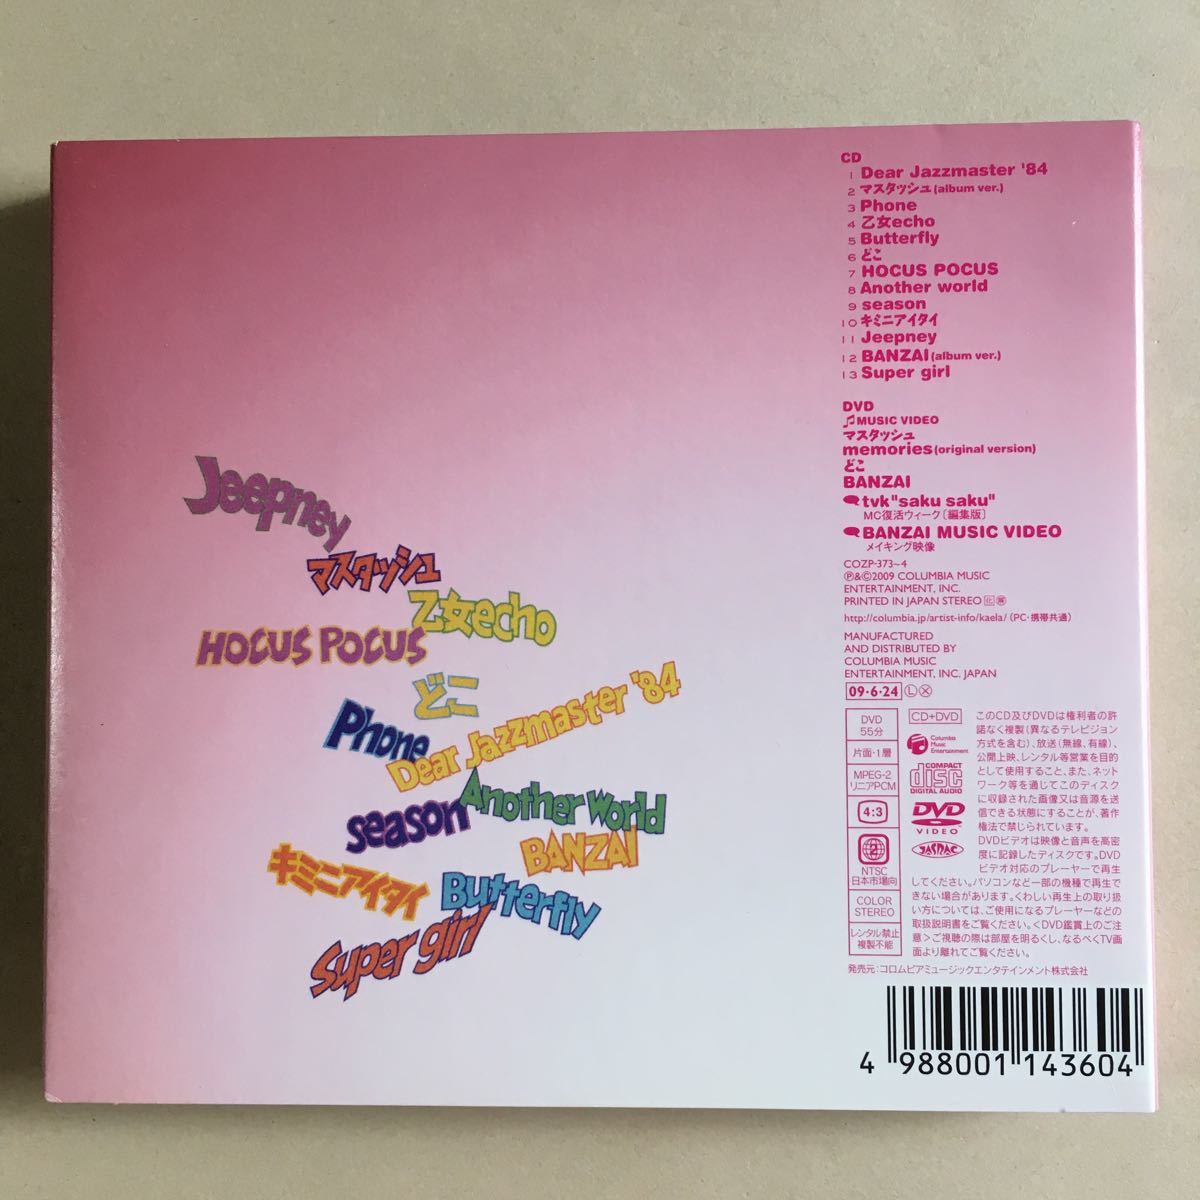 CD
1 Dear Jazzmaster '84
2 マスタッシュ(album ver.)
3 Phone
4 乙女echo
5 Butterfly
6 どこ
7 HOCUS POCUS
8 Another world
9 season
10 キミニアイタイ
11 Jeepney
12 BANZAI(album ver.)
13 Super girl
DVD
♫MUSIC VIDEO
マスタッシュ
memories(original version)
どこ
BANZAI
tvk"saku saku"
MC復活ウィーク〔編集版〕
BANZAI MUSIC VIDEO
メイキング映像
COZP-373~4
℗&©2009 COLUMBIA MUSIC
ENTERTAINMENT, INC.
PRINTED IN JAPAN STEREO
http://columbia.jp/artist-info/kaela/ (PC・携帯共通)
MANUFACTURED
AND DISTRIBUTED BY
COLUMBIA MUSIC
ENTERTAINMENT, INC. JAPAN
09・6・24 Ⓛ Ⓧ
DVD
55分
片面・1層
MPEG-2
リニアPCM
4:3
2
NTSC
日本市場向
COLOR
STEREO
レンタル禁止
複製不能
CD+DVD
Columbia
Music
Entertainment
COMPACT
disc
DIGITAL AUDIO
DVD
VIDEO
JASRAC
このCD及びDVDは権利者の許
諾なく複製(異なるテレビジョン
方式を含む)、放送(無線、有線)、
公開上映、レンタル等営業を目的
として使用すること、また、ネット
ワーク等を通じてこのディスク
に収録された画像又は音源を送
信できる状態にすることが、著作
権法で禁じられています。
DVDビデオは映像と音声を高密
度に記録したディスクです。DVD
ビデオ対応のプレーヤーで再生
してください。パソコンなど一部の機種で再生で
きない場合があります。くわしい再生上の取り扱
い方については、ご使用になるプレーヤーなどの
取扱説明書をご覧ください。<DVD鑑賞上のご注
意>ご視聴の際は部屋を明るくし、なるべくTV画
面より離れてご覧ください。
発売元:コロムビアミュージックエンタテインメント株式会社
4 988001 143604
Jeepney
マスタッシュ
乙女echo
HOCUS POCUS
どこ
Phone
Dear Jazzmaster '84
season
Another world
BANZAI
キミニアイタイ
Butterfly
Super girl